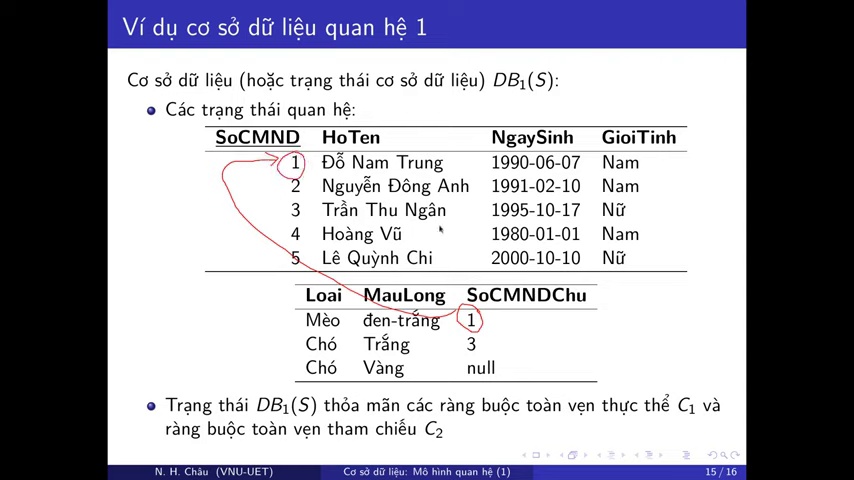 Ví dụ cơ sở dữ liệu quan hệ 1
Cơ sở dữ liệu (hoặc trạng thái cơ sở dữ liệu) DB₁(S):
Các trạng thái quan hệ:
SoCMND HoTen NgaySinh GioiTinh
1 Đỗ Nam Trung 1990-06-07 Nam
2 Nguyễn Đông Anh 1991-02-10 Nam
3 Trần Thu Ngân 1995-10-17 Nữ
4 Hoàng Vũ 1980-01-01 Nam
5 Lê Quỳnh Chi 2000-10-10 Nữ
Loai MauLong SoCMNDChu
Mèo đen-trắng 1
Chó Trắng 3
Chó Vàng null
Trạng thái DB₁(S) thỏa mãn các ràng buộc toàn vẹn thực thể C₁ và
ràng buộc toàn vẹn tham chiếu C₂
N. H. Châu (VNU-UET) Cơ sở dữ liệu: Mô hình quan hệ (1) 15 / 16